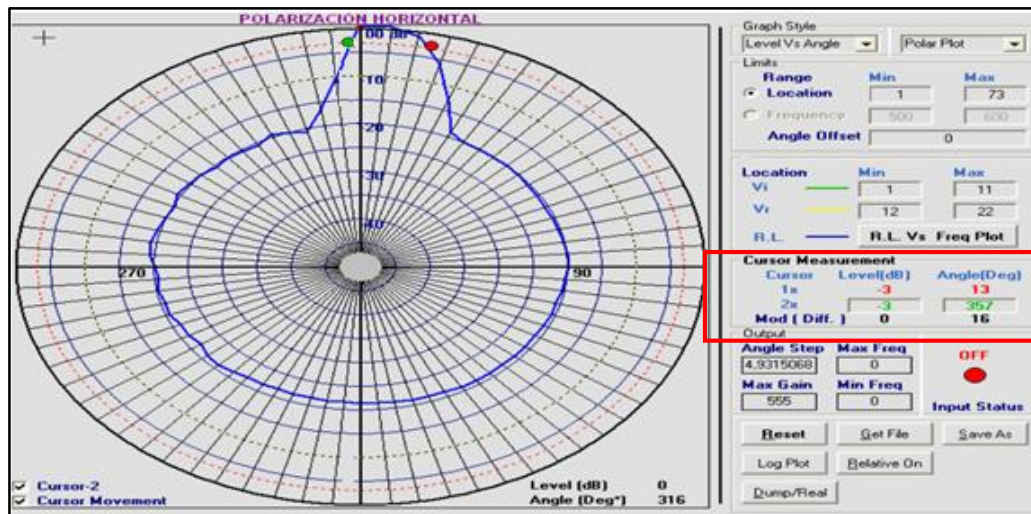 POLARIZACIÓN HORIZONTAL
00 dB
10
20
30
40
270
90
Cursor-2
Cursor Movement
Level (dB) 0
Angle (Deg°) 316
Graph Style
Level Vs Angle
Polar Plot
Limits
Range Min Max
Location 1 73
Frequency 500 600
Angle Offset 0
Location Min Max
Vi 1 11
Vr 12 22
R.L. R.L. Vs Freq Plot
Cursor Measurement
Cursor Level(dB) Angle(Deg)
1x -3 13
2x -3 357
Mod ( Diff. ) 0 16
Output
Angle Step Max Freq
4.9315068 0
OFF
Max Gain Min Freq
555 0
Input Status
Reset Get File Save As
Log Plot Relative On
Dump/Real